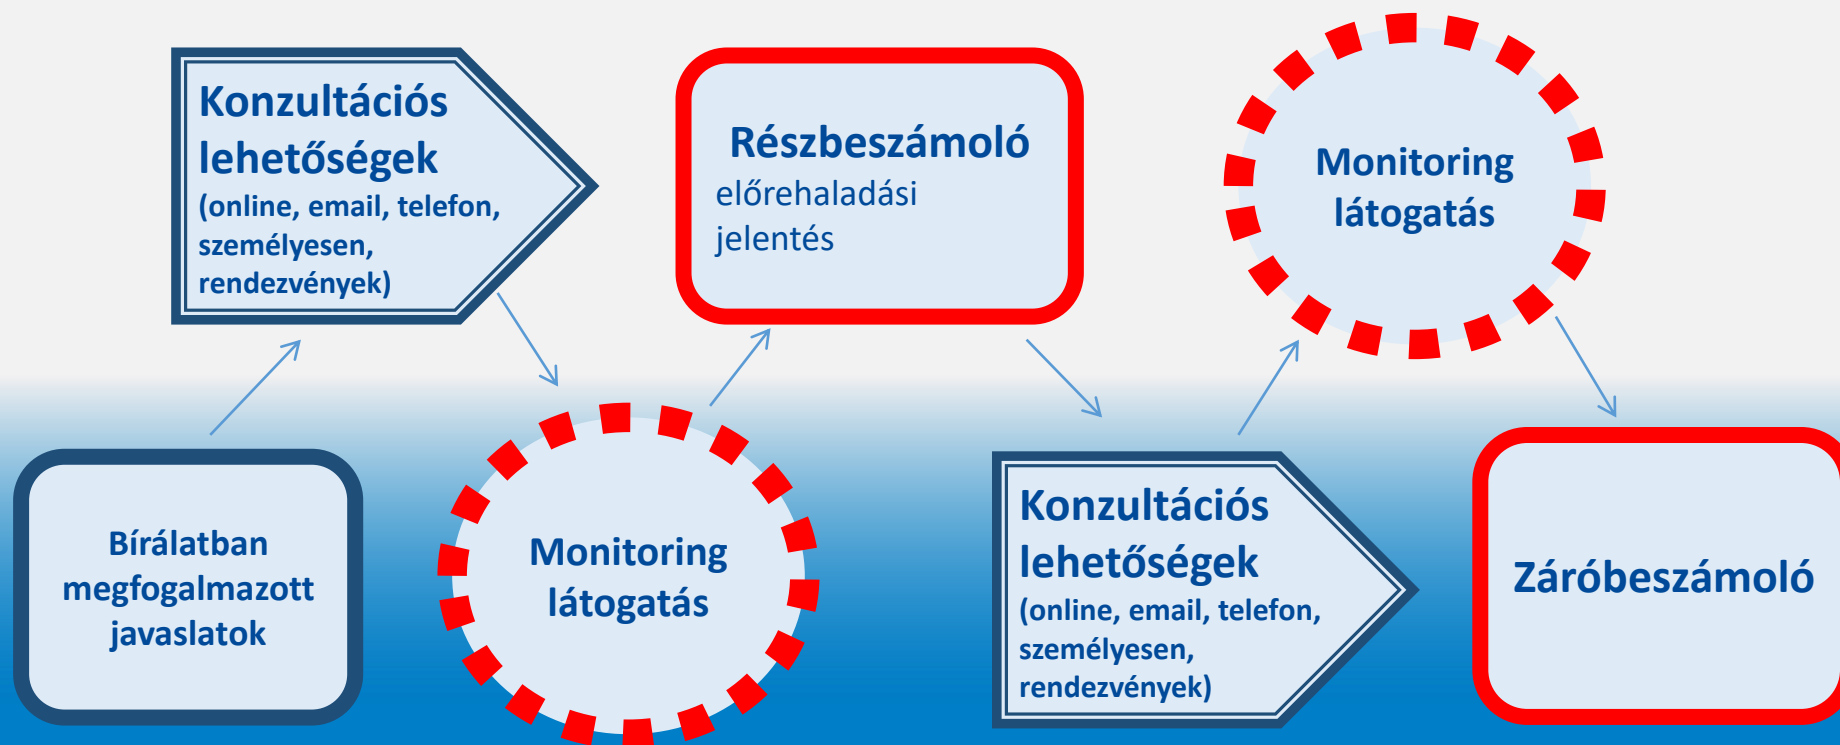 Bírálatban
megfogalmazott
javaslatok
Konzultációs
lehetőségek
(online, email, telefon,
személyesen,
rendezvények)
Monitoring
látogatás
Részbeszámoló
előrehaladási
jelentés
Konzultációs
lehetőségek
(online, email, telefon,
személyesen,
rendezvények)
Monitoring
látogatás
Záróbeszámoló